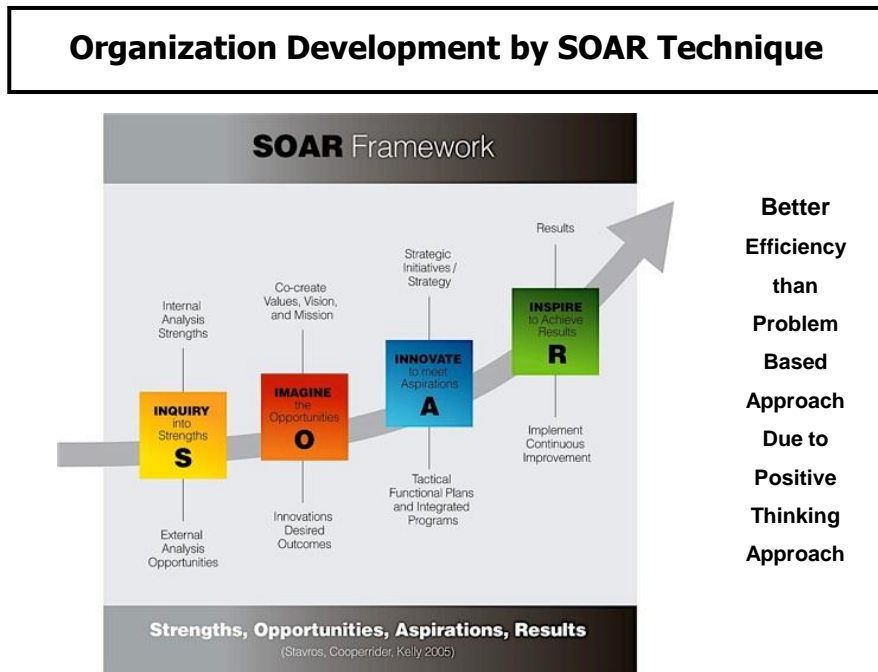 Organization Development by SOAR Technique
SOAR Framework
Internal
Analysis
Strengths
INQUIRY
into
Strengths
S
External
Analysis
Opportunities
Co-create
Values, Vision,
and Mission
IMAGINE
the
Opportunities
O
Innovations
Desired
Outcomes
Strategic
Initiatives /
Strategy
INNOVATE
to meet
Aspirations
A
Tactical
Functional Plans
and Integrated
Programs
Results
INSPIRE
to Achieve
Results
R
Implement
Continuous
Improvement
Strengths, Opportunities, Aspirations, Results
(Stavros, Cooperrider, Kelly 2005)
Better
Efficiency
than
Problem
Based
Approach
Due to
Positive
Thinking
Approach